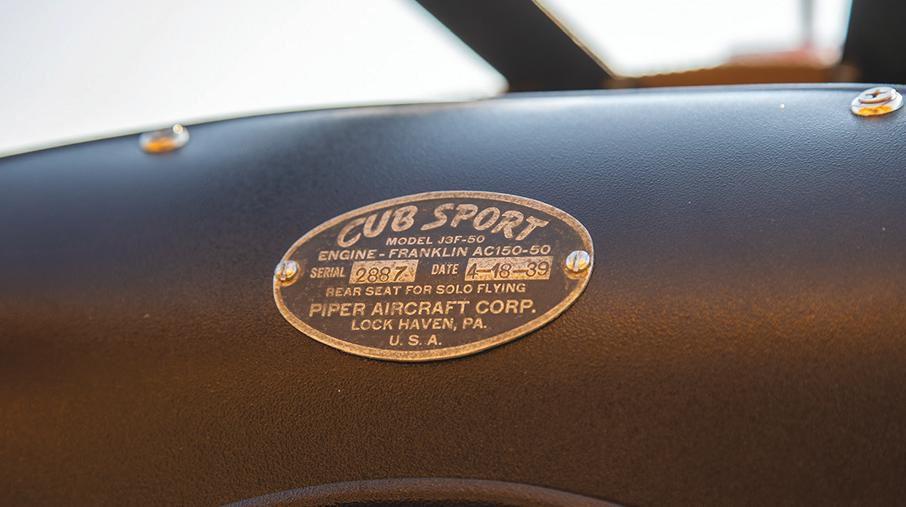 CUB SPORT
MODEL J3F-50
ENGINE-FRANKLIN AC150-50
SERIAL 2887 DATE 4-18-39
REAR SEAT FOR SOLO FLYING
PIPER AIRCRAFT CORP.
LOCK HAVEN, PA.
U. S. A.